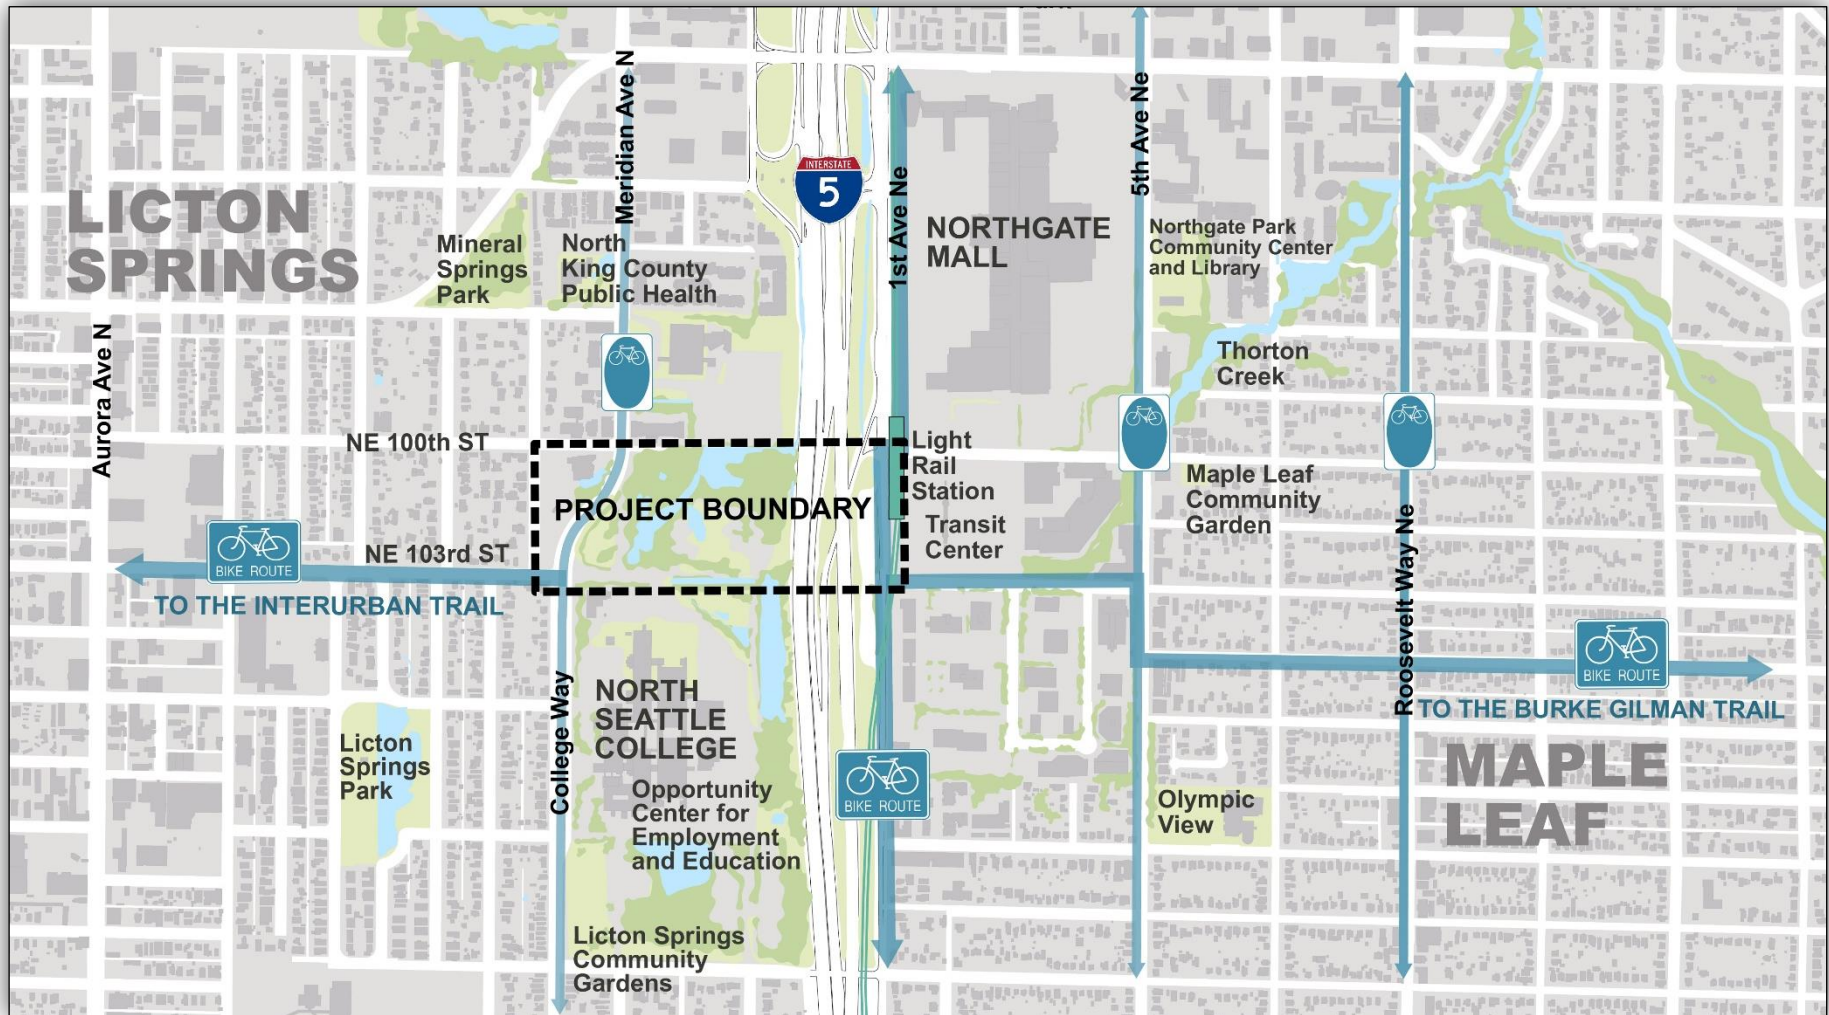 Meridian Ave N
INTERSTATE
5
1st Ave Ne
5th Ave Ne
LICTON
SPRINGS
Mineral
Springs
Park
North
King County
Public Health
NORTHGATE
MALL
Northgate Park
Community Center
and Library
Aurora Ave N
Thorton
Creek
NE 100th ST
Light
Rail
Station
Transit
Center
Maple Leaf
Community
Garden
PROJECT BOUNDARY
Roosevelt Way Ne
NE 103rd ST
BIKE ROUTE
TO THE INTERURBAN TRAIL
BIKE ROUTE
TO THE BURKE GILMAN TRAIL
College Way
NORTH
SEATTLE
COLLEGE
Licton
Springs
Park
Opportunity
Center for
Employment
and Education
BIKE ROUTE
Olympic
View
MAPLE
LEAF
Licton Springs
Community
Gardens